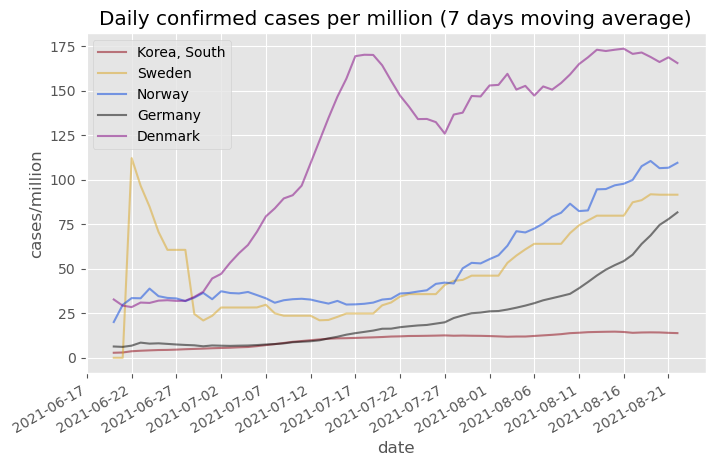 Daily confirmed cases per million (7 days moving average)
Korea, South
Sweden
Norway
Germany
Denmark
175
150
125
100
75
50
25
0
cases/million
2021-06-17
2021-06-22
2021-06-27
2021-07-02
2021-07-07
2021-07-12
2021-07-17
2021-07-22
2021-07-27
2021-08-01
2021-08-06
2021-08-11
2021-08-16
2021-08-21
date